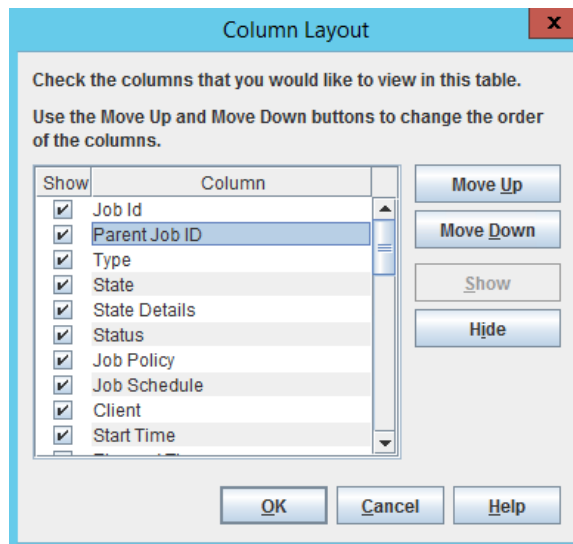 Column Layout
x
Check the columns that you would like to view in this table.
Use the Move Up and Move Down buttons to change the order
of the columns.
Show Column
Job Id
Parent Job ID
Type
State
State Details
Status
Job Policy
Job Schedule
Client
Start Time
Move Up
Move Down
Show
Hide
OK Cancel Help